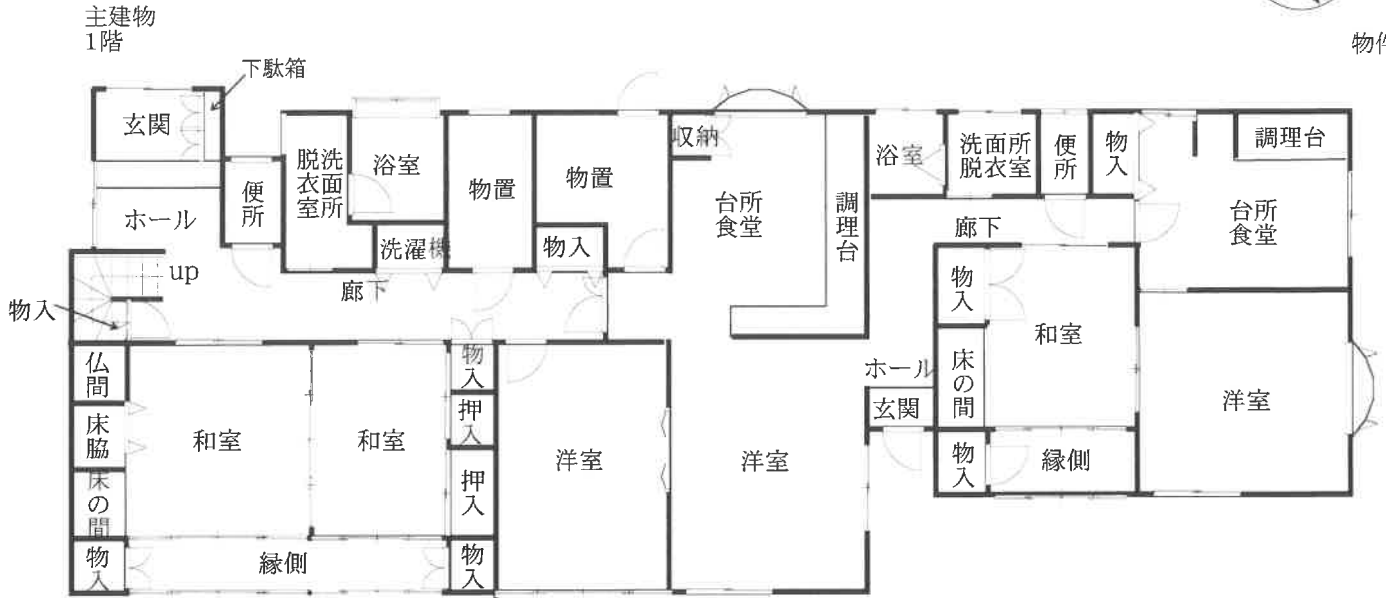 主建物
1階
物件
下駄箱
玄関
ホール
up
物入
便所
洗面所
脱衣室
浴室
洗濯機
物置
物置
物入
廊下
収納
台所
食堂
調理台
浴室
洗面所
脱衣室
便所
物入
調理台
台所
食堂
廊下
物入
床の間
和室
ホール
玄関
物入
縁側
洋室
仏間
床脇
床の間
物入
和室
和室
縁側
物入
押入
押入
物入
洋室
洋室